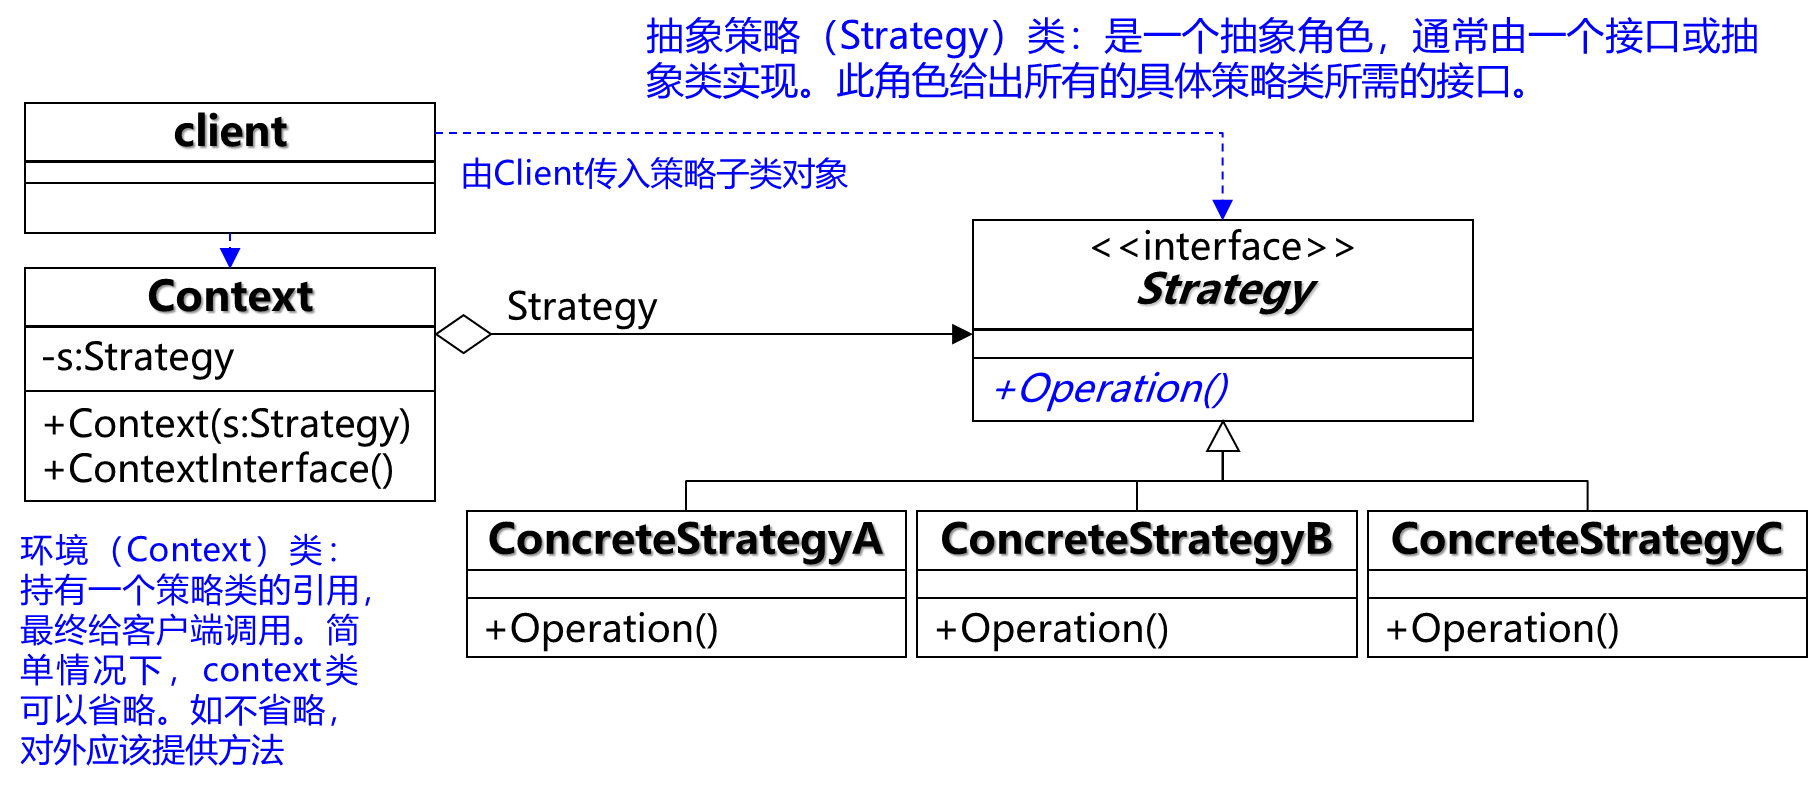 抽象策略（Strategy）类：是一个抽象角色，通常由一个接口或抽
象类实现。此角色给出所有的具体策略类所需的接口。
client
由Client传入策略子类对象
<<interface>>
Strategy
+Operation()
Context
-s:Strategy
+Context(s:Strategy)
+ContextInterface()
Strategy
ConcreteStrategyA
+Operation()
ConcreteStrategyB
+Operation()
ConcreteStrategyC
+Operation()
环境（Context）类：
持有一个策略类的引用，
最终给客户端调用。简
单情况下，context类
可以省略。如不省略，
对外应该提供方法